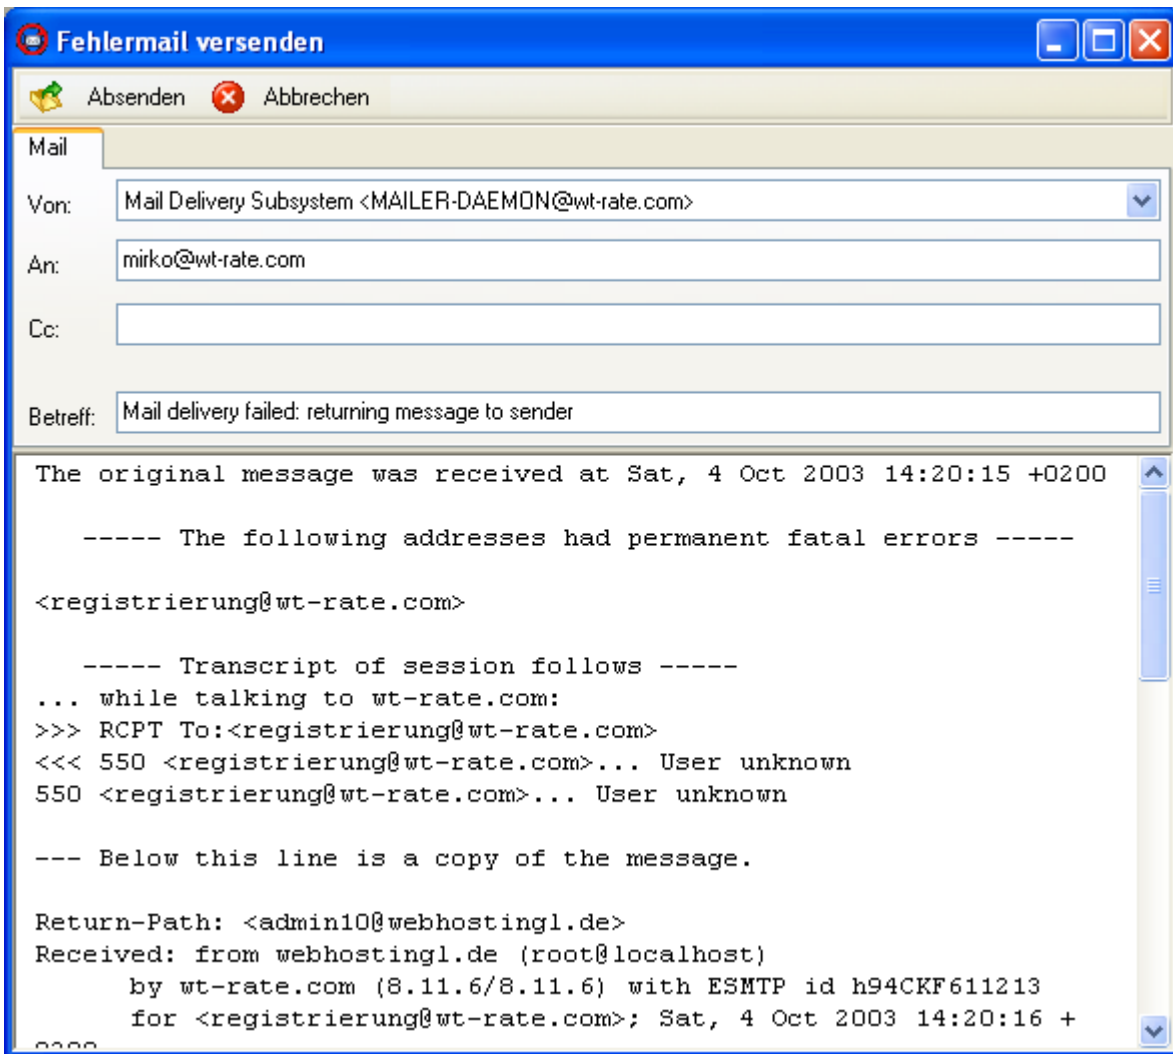 Fehlermail versenden
Absenden Abbrechen
Mail
Von: Mail Delivery Subsystem <MAILER-DAEMON@wt-rate.com>
An: mirko@wt-rate.com
Cc:
Betreff: Mail delivery failed: returning message to sender
The original message was received at Sat, 4 Oct 2003 14:20:15 +0200
----- The following addresses had permanent fatal errors -----
<registrierung@wt-rate.com>
----- Transcript of session follows -----
... while talking to wt-rate.com:
>>> RCPT To:<registrierung@wt-rate.com>
<<< 550 <registrierung@wt-rate.com>... User unknown
550 <registrierung@wt-rate.com>... User unknown
--- Below this line is a copy of the message.
Return-Path: <admin10@webhosting1.de>
Received: from webhosting1.de (root@localhost)
by wt-rate.com (8.11.6/8.11.6) with ESMTP id h94CKF611213
for <registrierung@wt-rate.com>; Sat, 4 Oct 2003 14:20:16 +